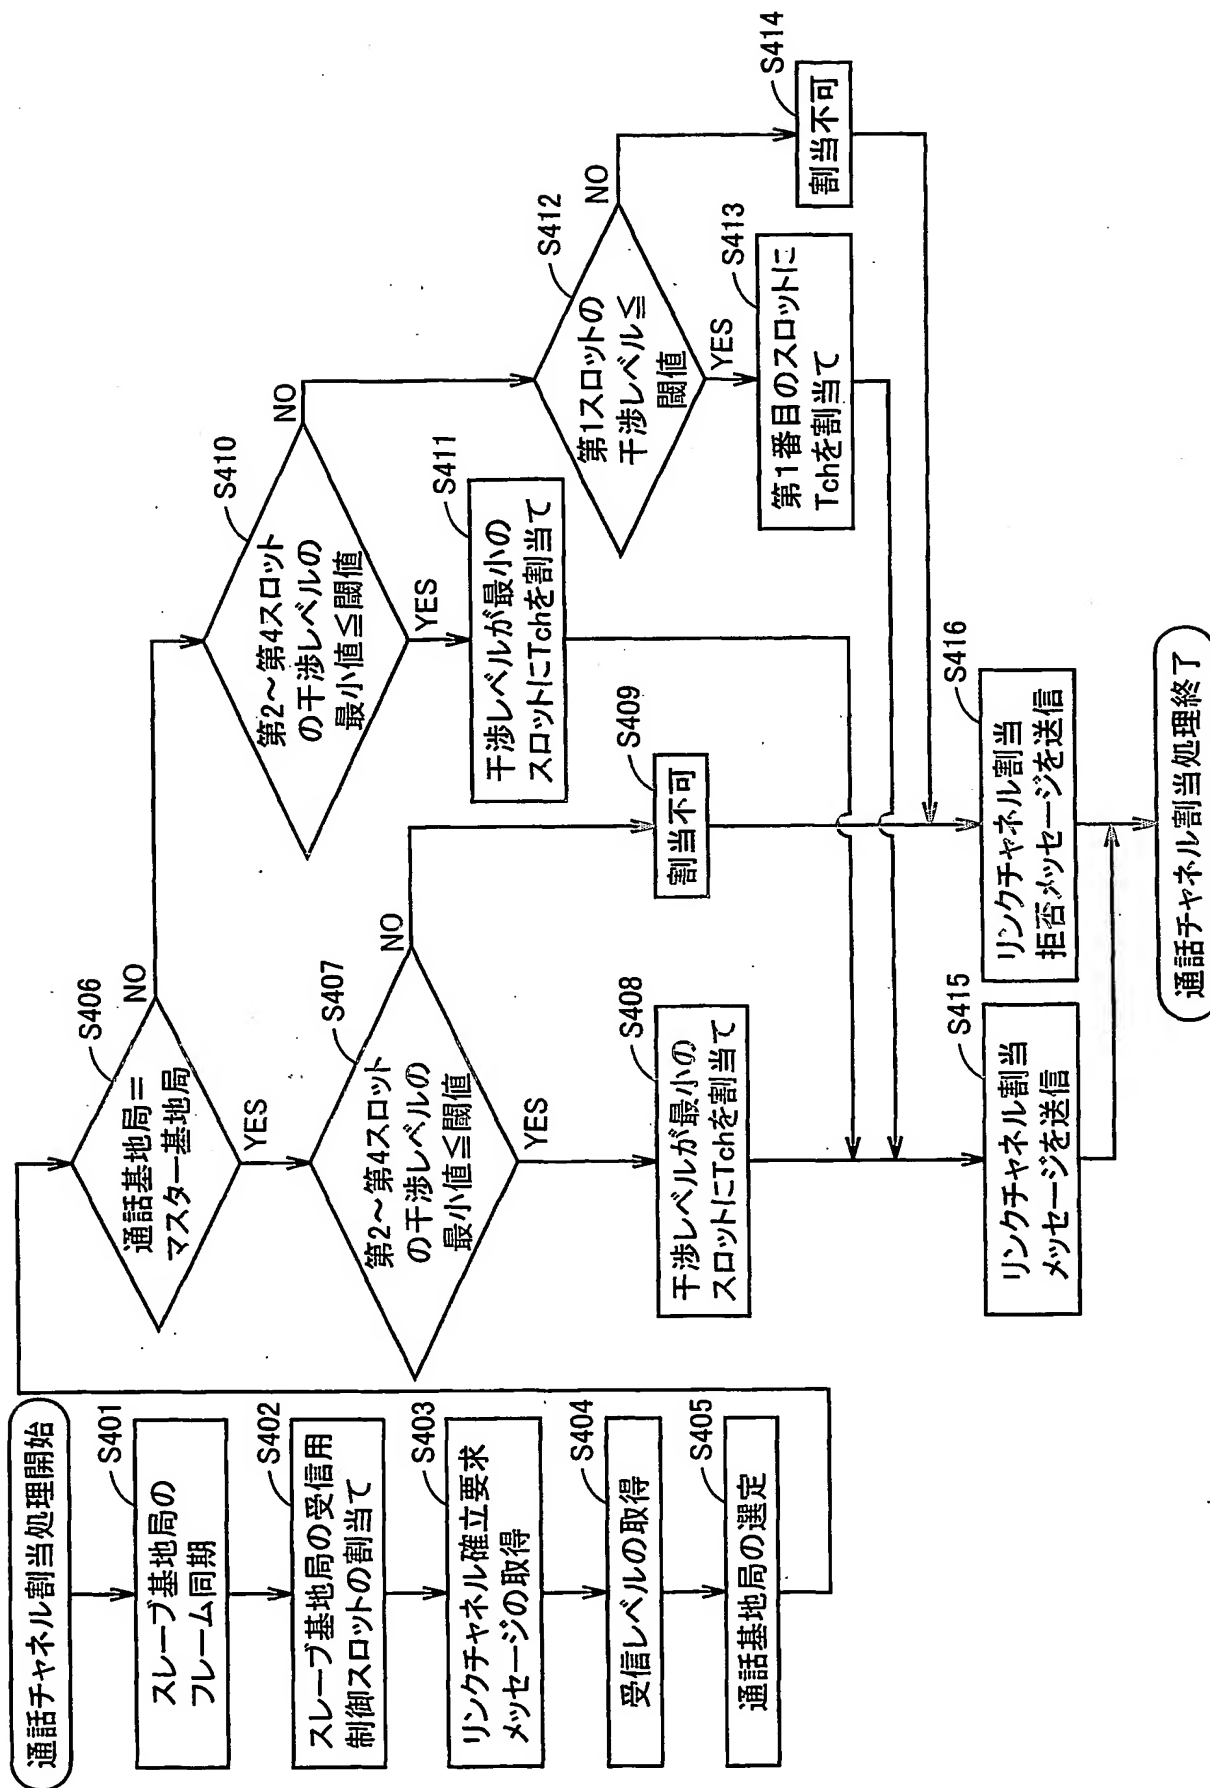 通話チャネル割当処理開始
S401
スレーブ基地局の
フレーム同期
S402
スレーブ基地局の受信用
制御スロットの割当て
S403
リンクチャネル確立要求
メッセージの取得
S404
受信レベルの取得
S405
通話基地局の選定
S406
通話基地局＝
マスター基地局
NO
YES
S407
第2～第4スロット
の干渉レベルの
最小値≦閾値
NO
YES
S408
干渉レベルが最小の
スロットにTchを割当て
S409
割当不可
S410
第2～第4スロット
の干渉レベルの
最小値≦閾値
NO
YES
S411
干渉レベルが最小の
スロットにTchを割当て
S412
第1スロットの
干渉レベル≦
閾値
NO
YES
S413
第1番目のスロットに
Tchを割当て
S414
割当不可
S415
リンクチャネル割当
メッセージを送信
S416
リンクチャネル割当
拒否メッセージを送信
通話チャネル割当処理終了